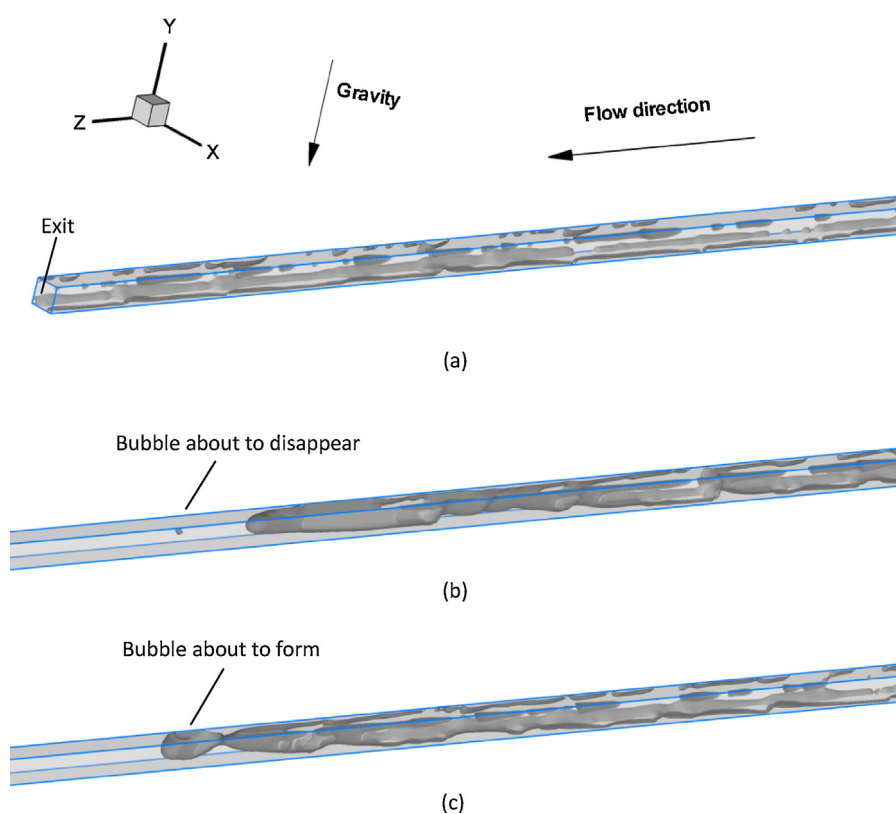 Y
Gravity
Flow direction
Z
X
Exit
(a)
Bubble about to disappear
(b)
Bubble about to form
(c)